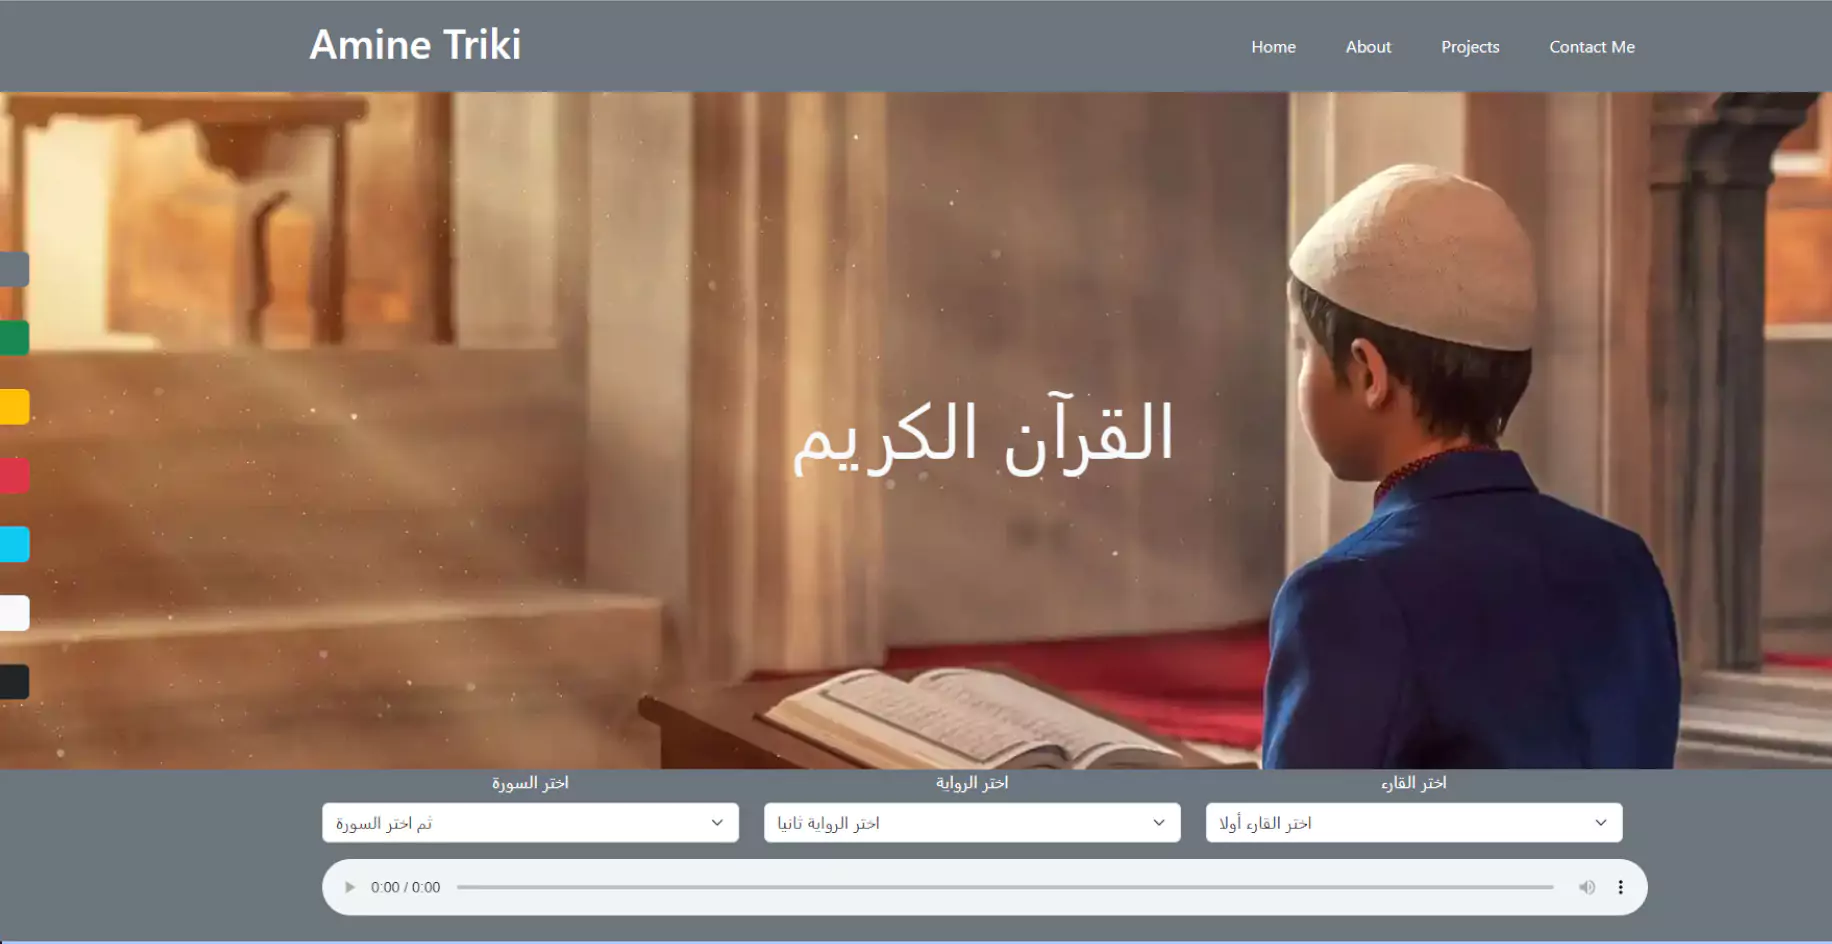 Amine Triki
Home
About
Projects
Contact Me
القرآن الكريم
اختر القارء
اختر الرواية
اختر السورة
اختر القارء أولا
اختر الرواية ثانيا
ثم اختر السورة
0:00 / 0:00